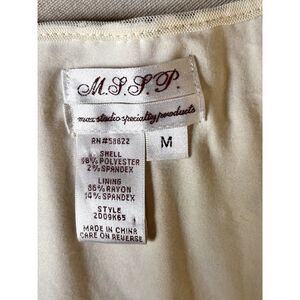 M.S.S.P.
max studio specialty products
M
RN#58622
SHELL
98% POLYESTER
2% SPANDEX
LINING
86% RAYON
14% SPANDEX
STYLE
2D09K65
MADE IN CHINA
CARE ON REVERSE